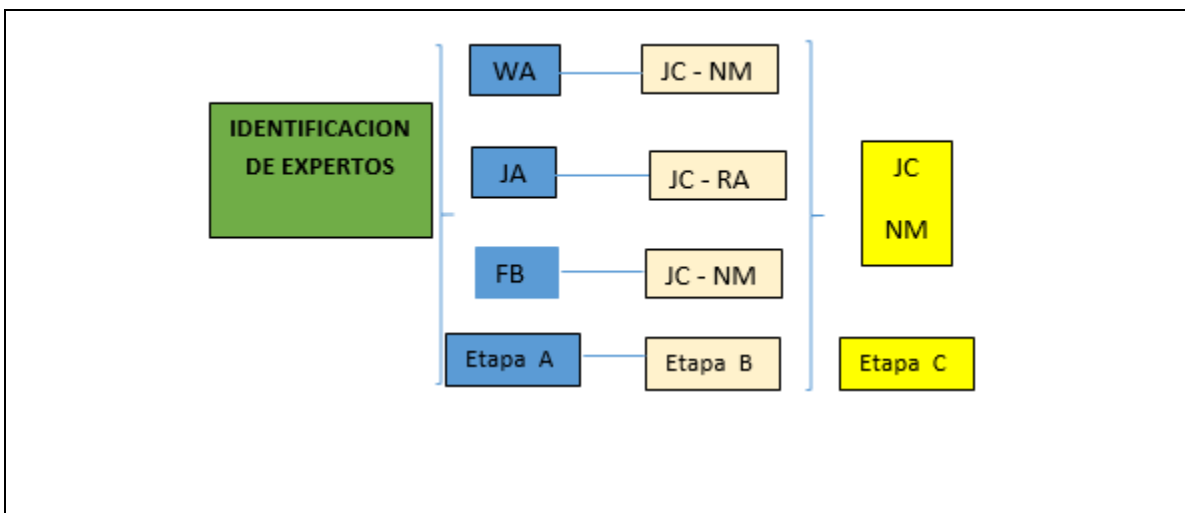 IDENTIFICACION
DE EXPERTOS
WA
JC - NM
JA
JC - RA
FB
JC - NM
Etapa A
Etapa B
JC
NM
Etapa C